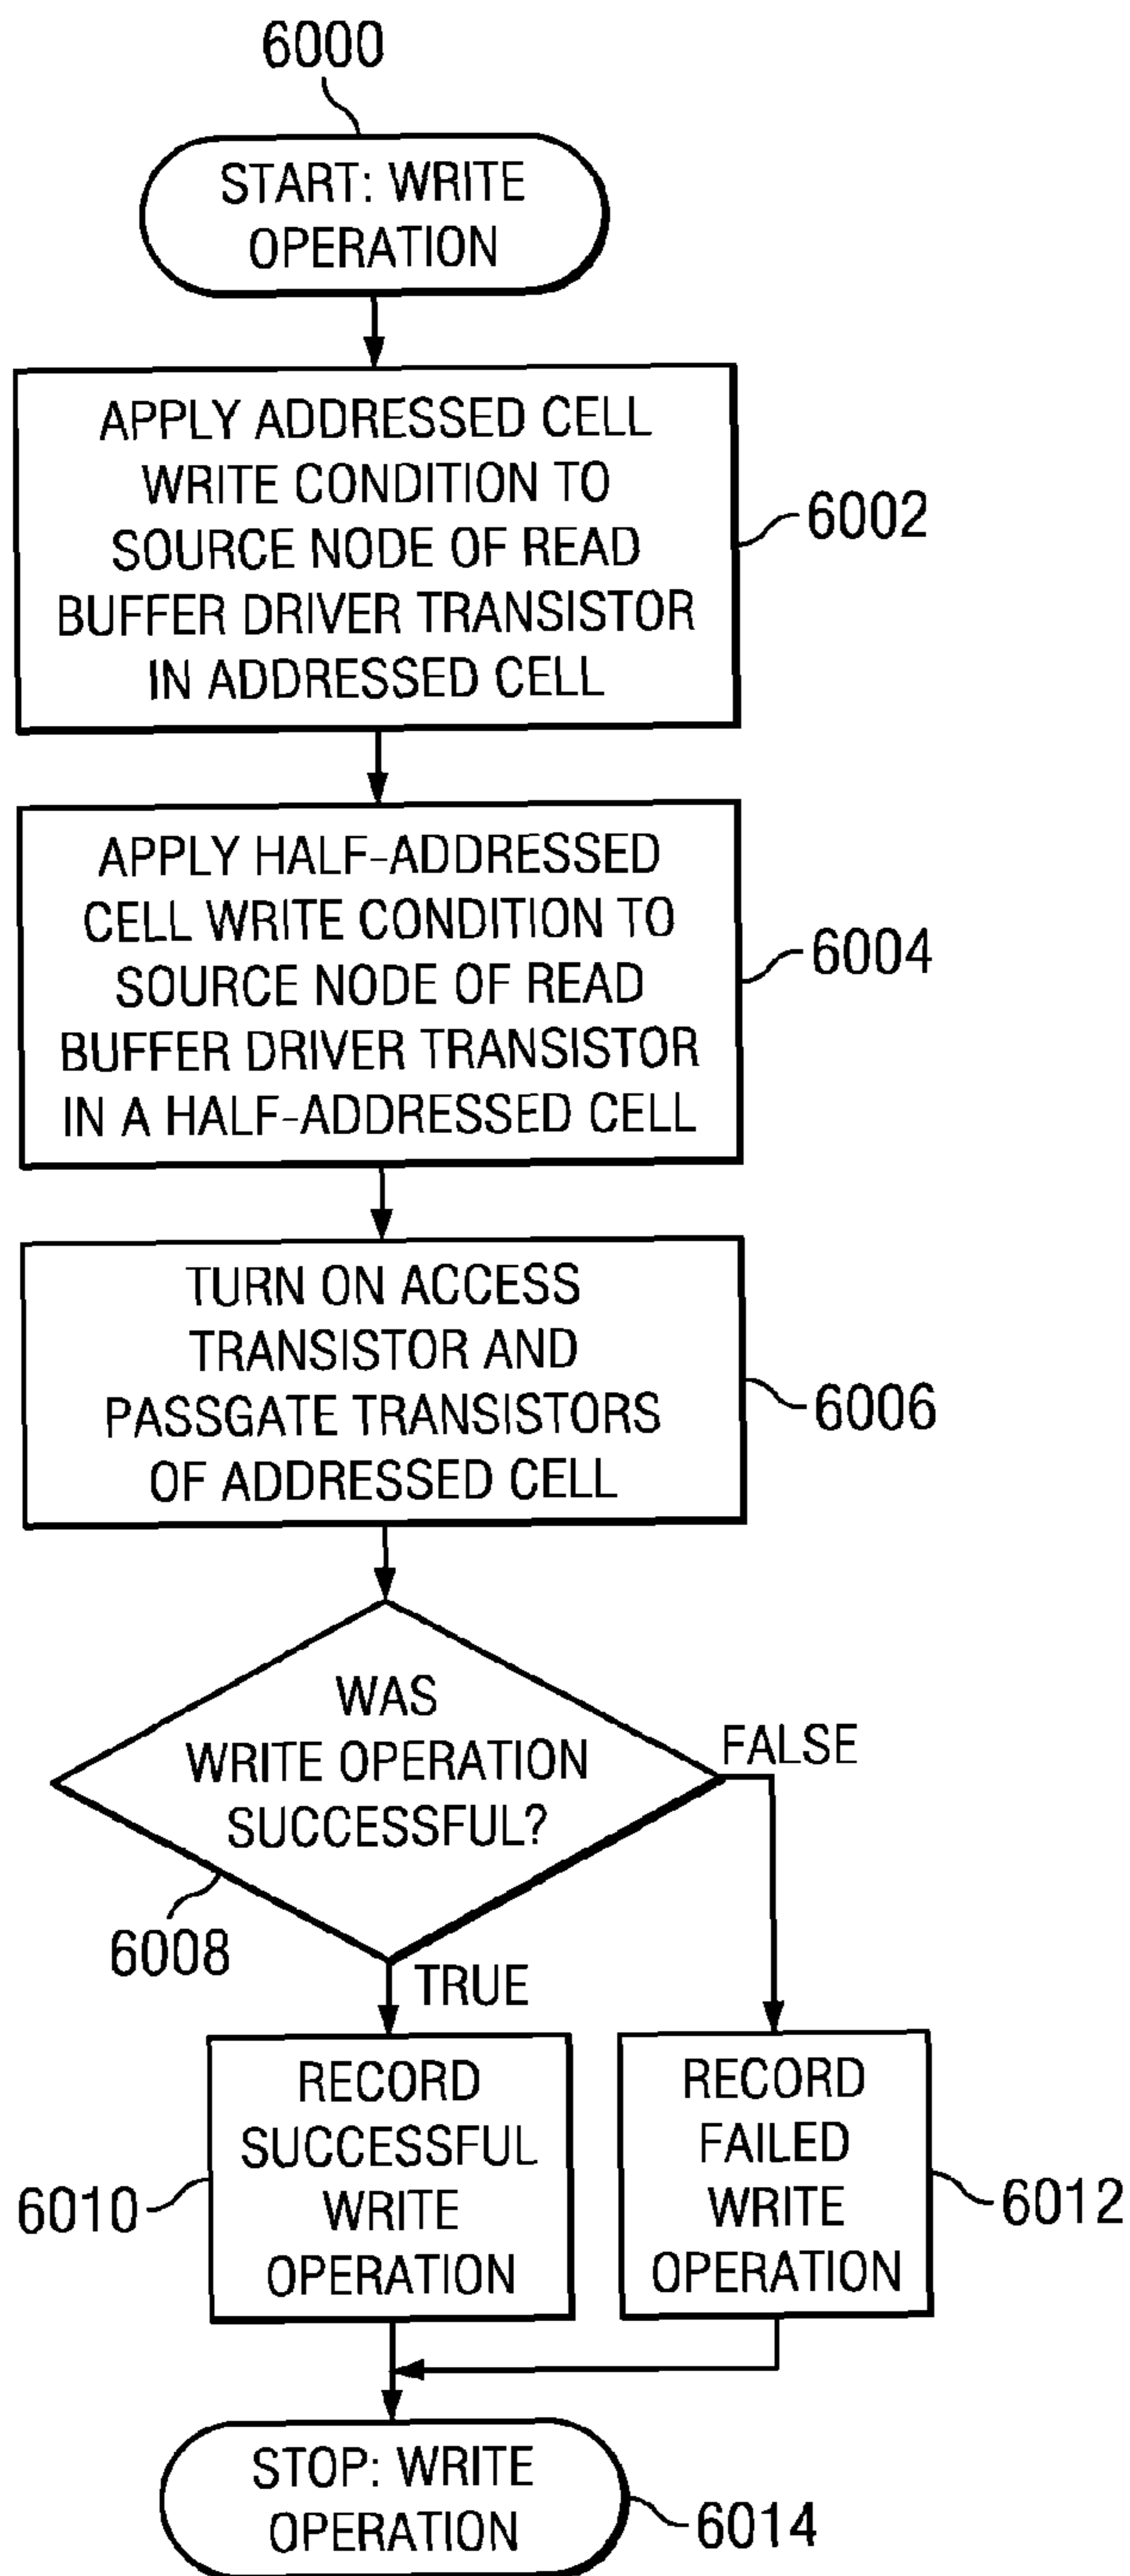 6000
START: WRITE
OPERATION
APPLY ADDRESSED CELL
WRITE CONDITION TO
SOURCE NODE OF READ
BUFFER DRIVER TRANSISTOR
IN ADDRESSED CELL
6002
APPLY HALF-ADDRESSED
CELL WRITE CONDITION TO
SOURCE NODE OF READ
BUFFER DRIVER TRANSISTOR
IN A HALF-ADDRESSED CELL
6004
TURN ON ACCESS
TRANSISTOR AND
PASSGATE TRANSISTORS
OF ADDRESSED CELL
6006
WAS
WRITE OPERATION
SUCCESSFUL?
FALSE
6008
TRUE
RECORD
SUCCESSFUL
WRITE
OPERATION
6010
RECORD
FAILED
WRITE
OPERATION
6012
STOP: WRITE
OPERATION
6014